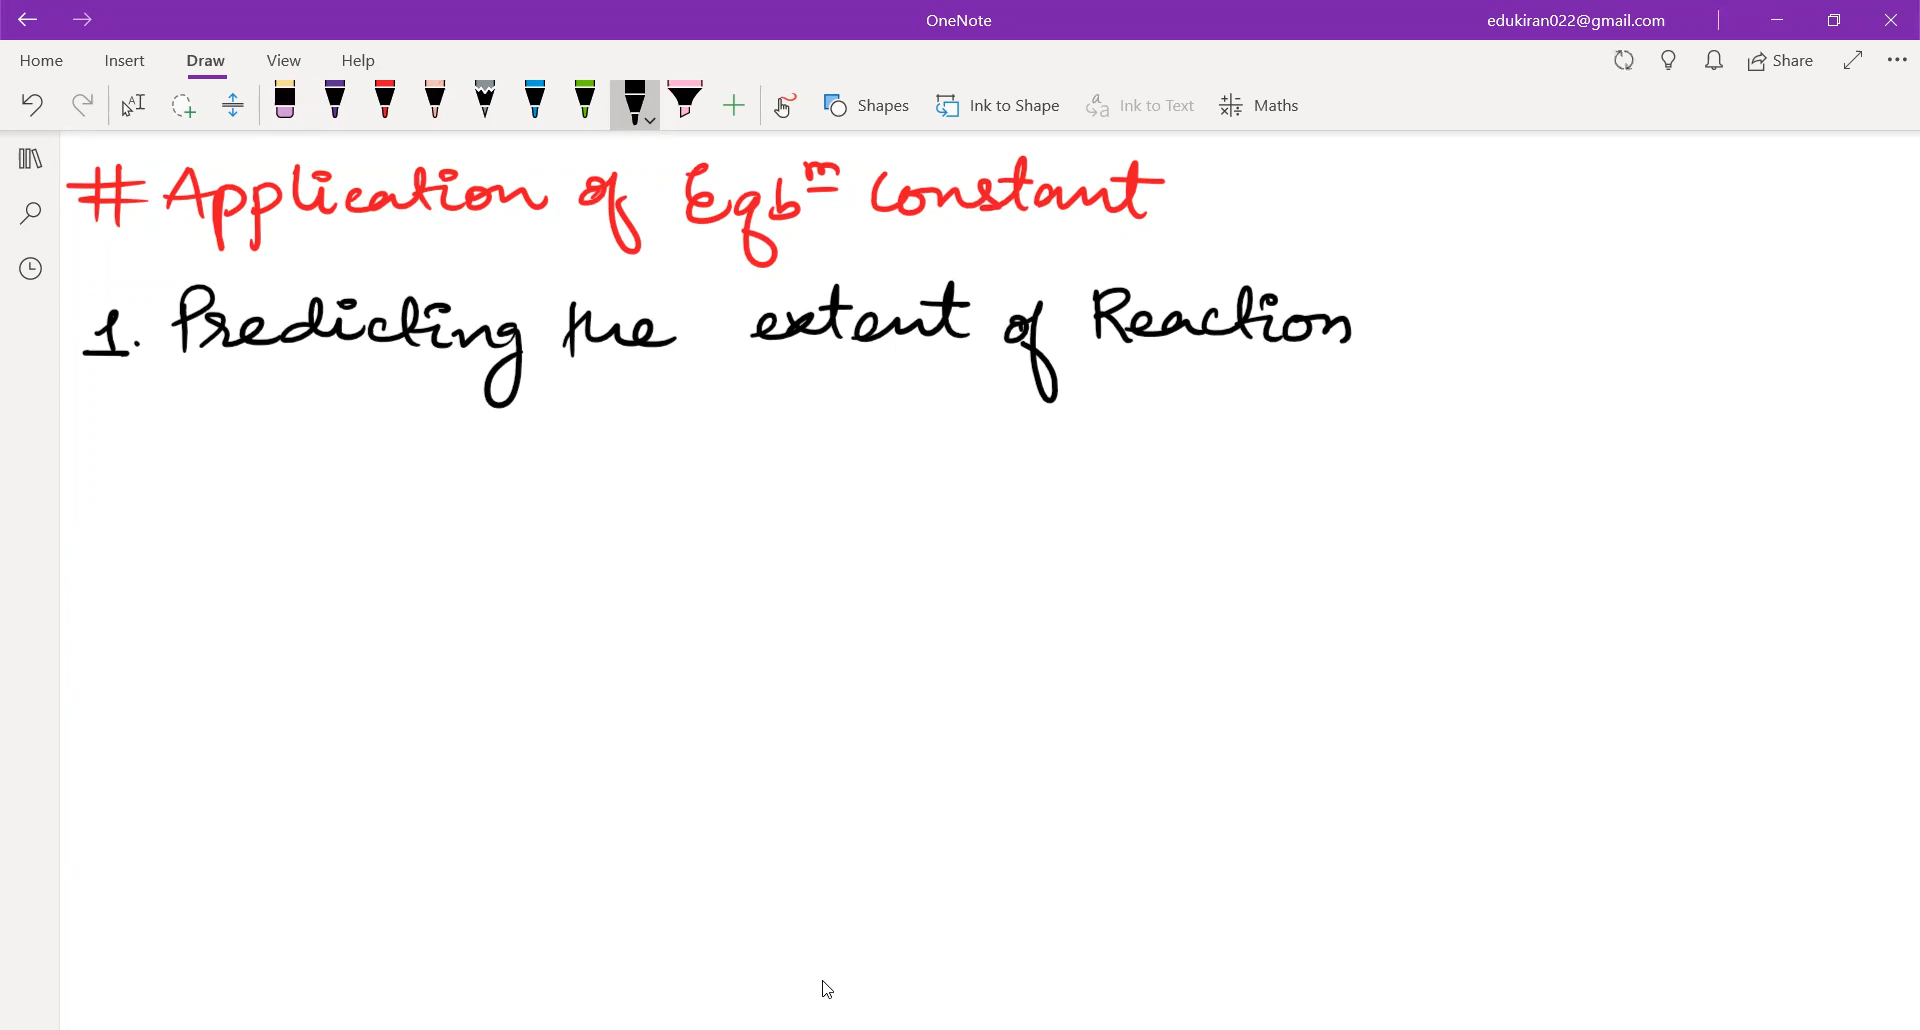 OneNote
edukiran022@gmail.com
Home Insert Draw View Help
Share
Shapes Ink to Shape Ink to Text Maths
# Application of Eqbᵐ constant
1. Predicting the extent of Reaction